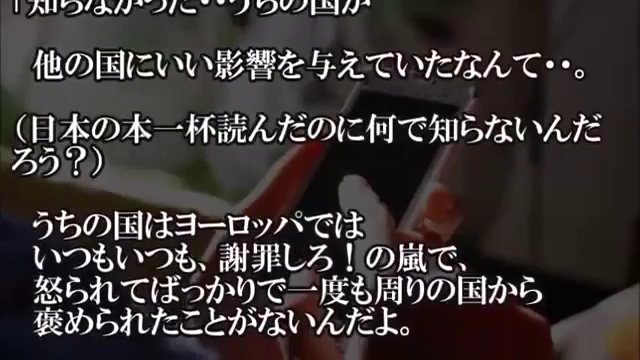 「知らなかった・・うちの国が
他の国にいい影響を与えていたなんて・・。
（日本の本一杯読んだのに何で知らないんだ
ろう？）
うちの国はヨーロッパでは
いつもいつも、謝罪しろ！の嵐で、
怒られてばっかりで一度も周りの国から
褒められたことがないんだよ。